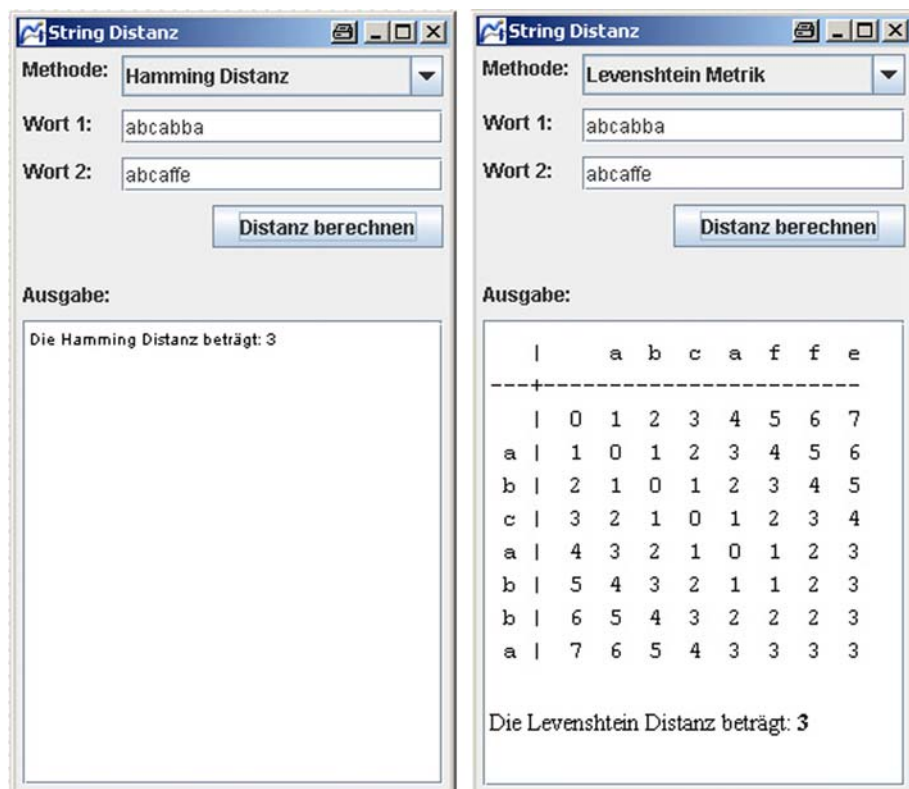 String Distanz
Methode: Hamming Distanz
Wort 1: abcabba
Wort 2: abcaffe
Distanz berechnen
Ausgabe:
Die Hamming Distanz beträgt: 3
String Distanz
Methode: Levenshtein Metrik
Wort 1: abcabba
Wort 2: abcaffe
Distanz berechnen
Ausgabe:
| a b c a f f e
---+--------------------------
| 0 1 2 3 4 5 6 7
a | 1 0 1 2 3 4 5 6
b | 2 1 0 1 2 3 4 5
c | 3 2 1 0 1 2 3 4
a | 4 3 2 1 0 1 2 3
b | 5 4 3 2 1 1 2 3
b | 6 5 4 3 2 2 2 3
a | 7 6 5 4 3 3 3 3
Die Levenshtein Distanz beträgt: 3